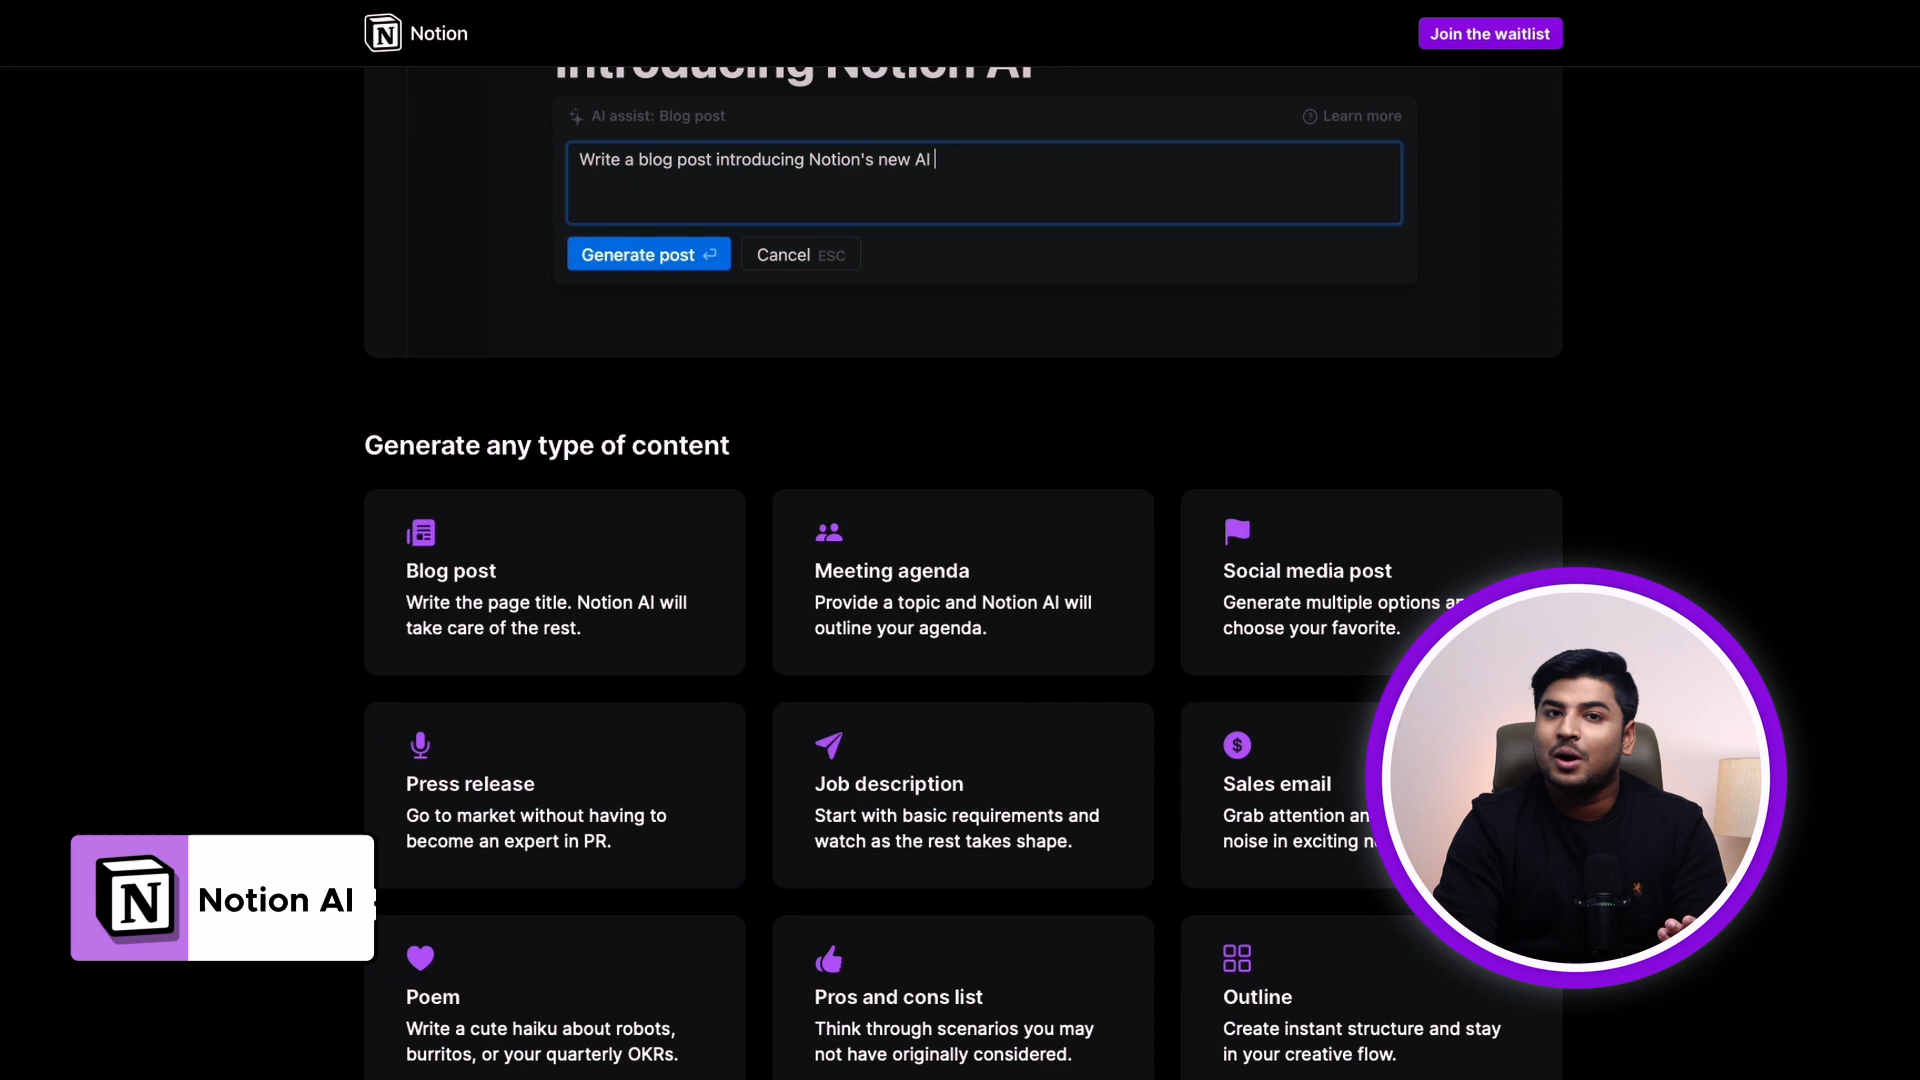 Notion
Join the waitlist
Introducing Notion AI
AI assist: Blog post
Learn more
Write a blog post introducing Notion's new AI
Generate post
Cancel ESC
Generate any type of content
Blog post
Write the page title. Notion AI will
take care of the rest.
Meeting agenda
Provide a topic and Notion AI will
outline your agenda.
Social media post
Generate multiple options
choose your favorite.
Press release
Go to market without having to
become an expert in PR.
Job description
Start with basic requirements and
watch as the rest takes shape.
Sales email
Grab attention
noise in exciting
Notion AI
Poem
Write a cute haiku about robots,
burritos, or your quarterly OKRs.
Pros and cons list
Think through scenarios you may
not have originally considered.
Outline
Create instant structure and stay
in your creative flow.